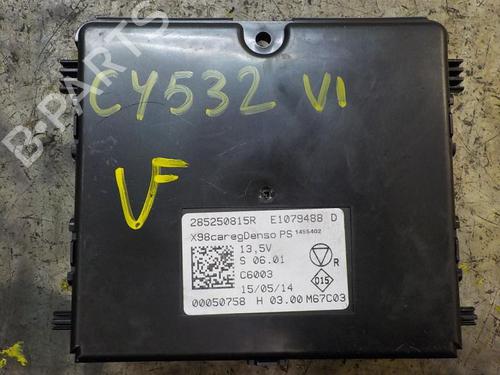 CY532 VI
VF
285250815R E1079488 D
X98caregDenso PS 1455402
13,5V
S 06.01
R
C6003
D15
15/05/14
00050758 H 03.00 M67C03
B-PARTS